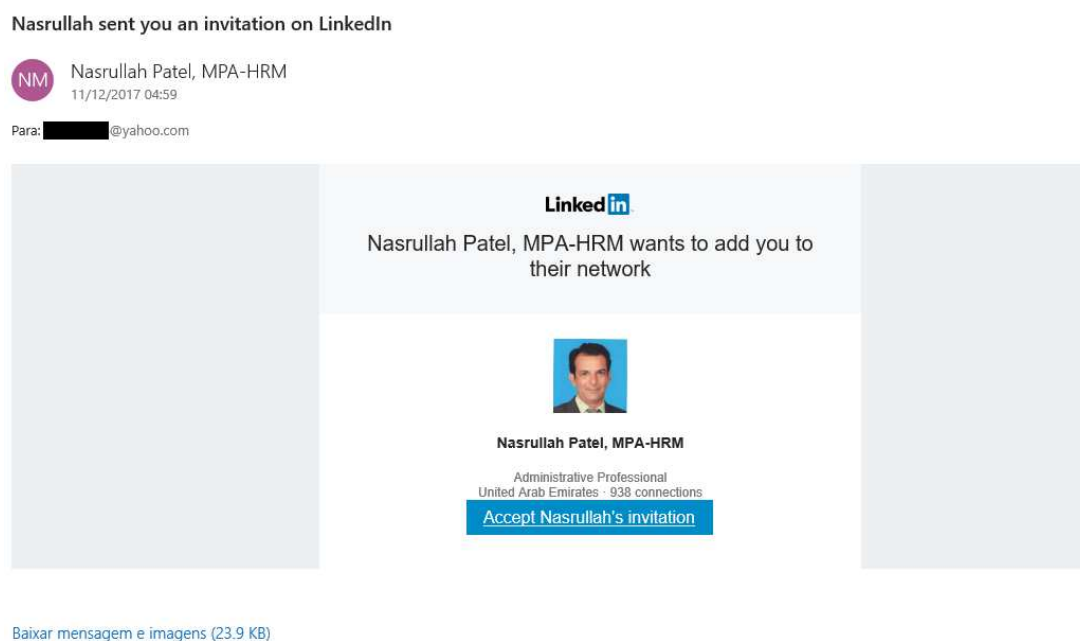 Nasrullah sent you an invitation on LinkedIn
NM
Nasrullah Patel, MPA-HRM
11/12/2017 04:59
Para: @yahoo.com
Linked in
Nasrullah Patel, MPA-HRM wants to add you to
their network
Nasrullah Patel, MPA-HRM
Administrative Professional
United Arab Emirates · 938 connections
Accept Nasrullah's invitation
Baixar mensagem e imagens (23.9 KB)